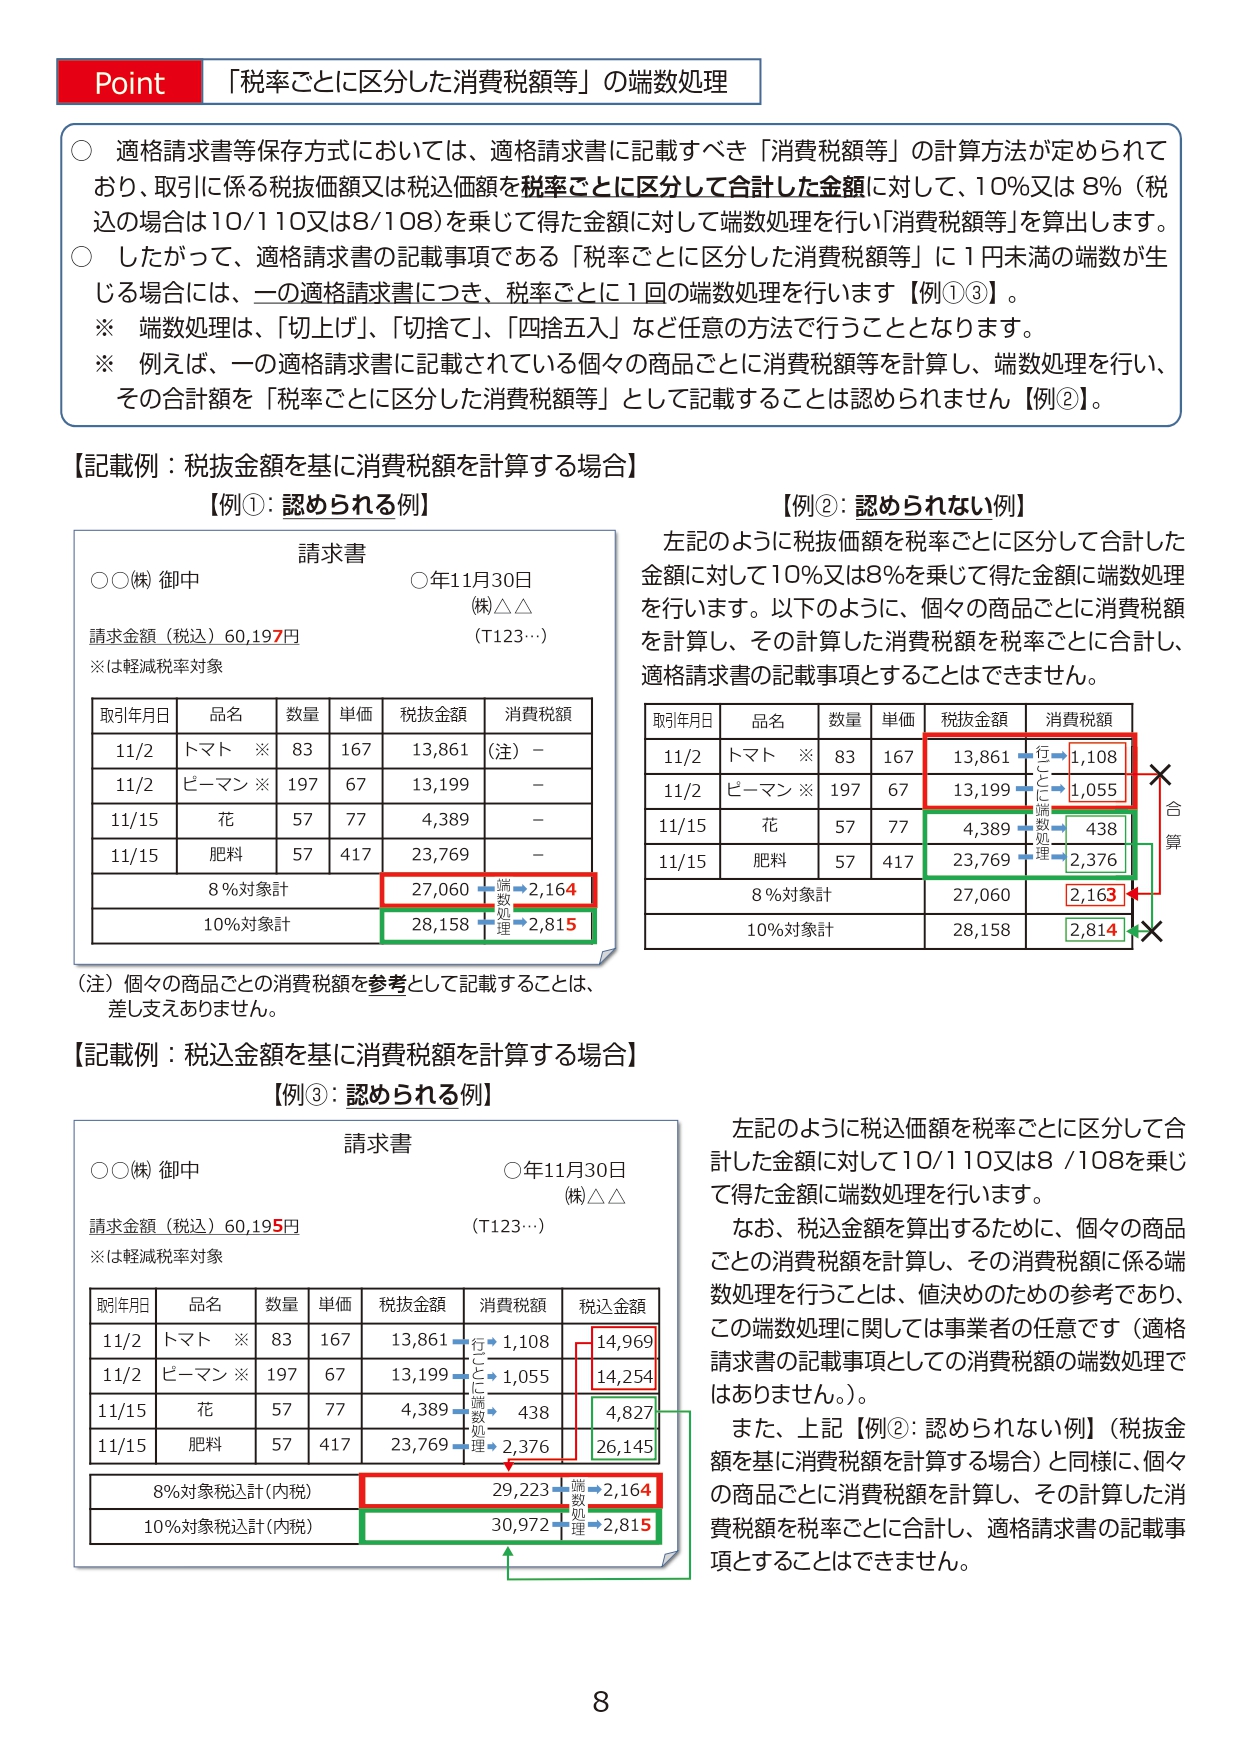 Point 「税率ごとに区分した消費税額等」の端数処理
○ 適格請求書等保存方式においては、適格請求書に記載すべき「消費税額等」の計算方法が定められて
おり、取引に係る税抜価額又は税込価額を税率ごとに区分して合計した金額に対して、10%又は 8%(税
込の場合は10/110又は8/108)を乗じて得た金額に対して端数処理を行い「消費税額等」を算出します。
○ したがって、適格請求書の記載事項である「税率ごとに区分した消費税額等」に1円未満の端数が生
じる場合には、一の適格請求書につき、税率ごとに1回の端数処理を行います【例①③】。
※ 端数処理は、「切上げ」、「切捨て」、「四捨五入」など任意の方法で行うこととなります。
※ 例えば、一の適格請求書に記載されている個々の商品ごとに消費税額等を計算し、端数処理を行い、
その合計額を「税率ごとに区分した消費税額等」として記載することは認められません【例②】。
【記載例:税抜金額を基に消費税額を計算する場合】
【例①:認められる例】
請求書
○○㈱ 御中 ○年11月30日
㈱△△
請求金額(税込)60,197円 (T123…)
※は軽減税率対象
取引年月日 品名 数量 単価 税抜金額 消費税額
11/2 トマト ※ 83 167 13,861 (注) −
11/2 ピーマン ※ 197 67 13,199 −
11/15 花 57 77 4,389 −
11/15 肥料 57 417 23,769 −
8%対象計 27,060 端数処理 2,164
10%対象計 28,158 2,815
(注)個々の商品ごとの消費税額を参考として記載することは、
差し支えありません。
【例②:認められない例】
左記のように税抜価額を税率ごとに区分して合計した
金額に対して10%又は8%を乗じて得た金額に端数処理
を行います。以下のように、個々の商品ごとに消費税額
を計算し、その計算した消費税額を税率ごとに合計し、
適格請求書の記載事項とすることはできません。
取引年月日 品名 数量 単価 税抜金額 消費税額
11/2 トマト ※ 83 167 13,861 行ごとに端数処理 1,108
11/2 ピーマン ※ 197 67 13,199 1,055
11/15 花 57 77 4,389 438
11/15 肥料 57 417 23,769 2,376
8%対象計 27,060 2,163
10%対象計 28,158 2,814
合算
【記載例:税込金額を基に消費税額を計算する場合】
【例③:認められる例】
請求書
○○㈱ 御中 ○年11月30日
㈱△△
請求金額(税込)60,195円 (T123…)
※は軽減税率対象
取引年月日 品名 数量 単価 税抜金額 消費税額 税込金額
11/2 トマト ※ 83 167 13,861 行ごとに端数処理 1,108 14,969
11/2 ピーマン ※ 197 67 13,199 1,055 14,254
11/15 花 57 77 4,389 438 4,827
11/15 肥料 57 417 23,769 2,376 26,145
8%対象税込計(内税) 29,223 端数処理 2,164
10%対象税込計(内税) 30,972 2,815
左記のように税込価額を税率ごとに区分して合
計した金額に対して10/110又は8 /108を乗じ
て得た金額に端数処理を行います。
なお、税込金額を算出するために、個々の商品
ごとの消費税額を計算し、その消費税額に係る端
数処理を行うことは、値決めのための参考であり、
この端数処理に関しては事業者の任意です(適格
請求書の記載事項としての消費税額の端数処理で
はありません。)。
また、上記【例②:認められない例】(税抜金
額を基に消費税額を計算する場合)と同様に、個々
の商品ごとに消費税額を計算し、その計算した消
費税額を税率ごとに合計し、適格請求書の記載事
項とすることはできません。
8